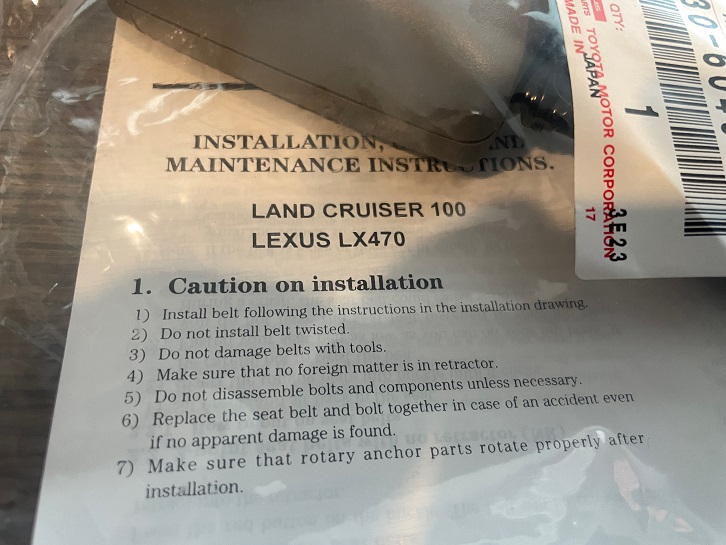 INSTALLATION, ND
MAINTENANCE INSTRUCTIONS.
LAND CRUISER 100
LEXUS LX470
1. Caution on installation
1) Install belt following the instructions in the installation drawing.
2) Do not install belt twisted.
3) Do not damage belts with tools.
4) Make sure that no foreign matter is in retractor.
5) Do not disassemble bolts and components unless necessary.
6) Replace the seat belt and bolt together in case of an accident even
if no apparent damage is found.
7) Make sure that rotary anchor parts rotate properly after
installation.
QTY:
1
TOYOTA MOTOR CORPORATION
17
MADE IN JAPAN
3E23